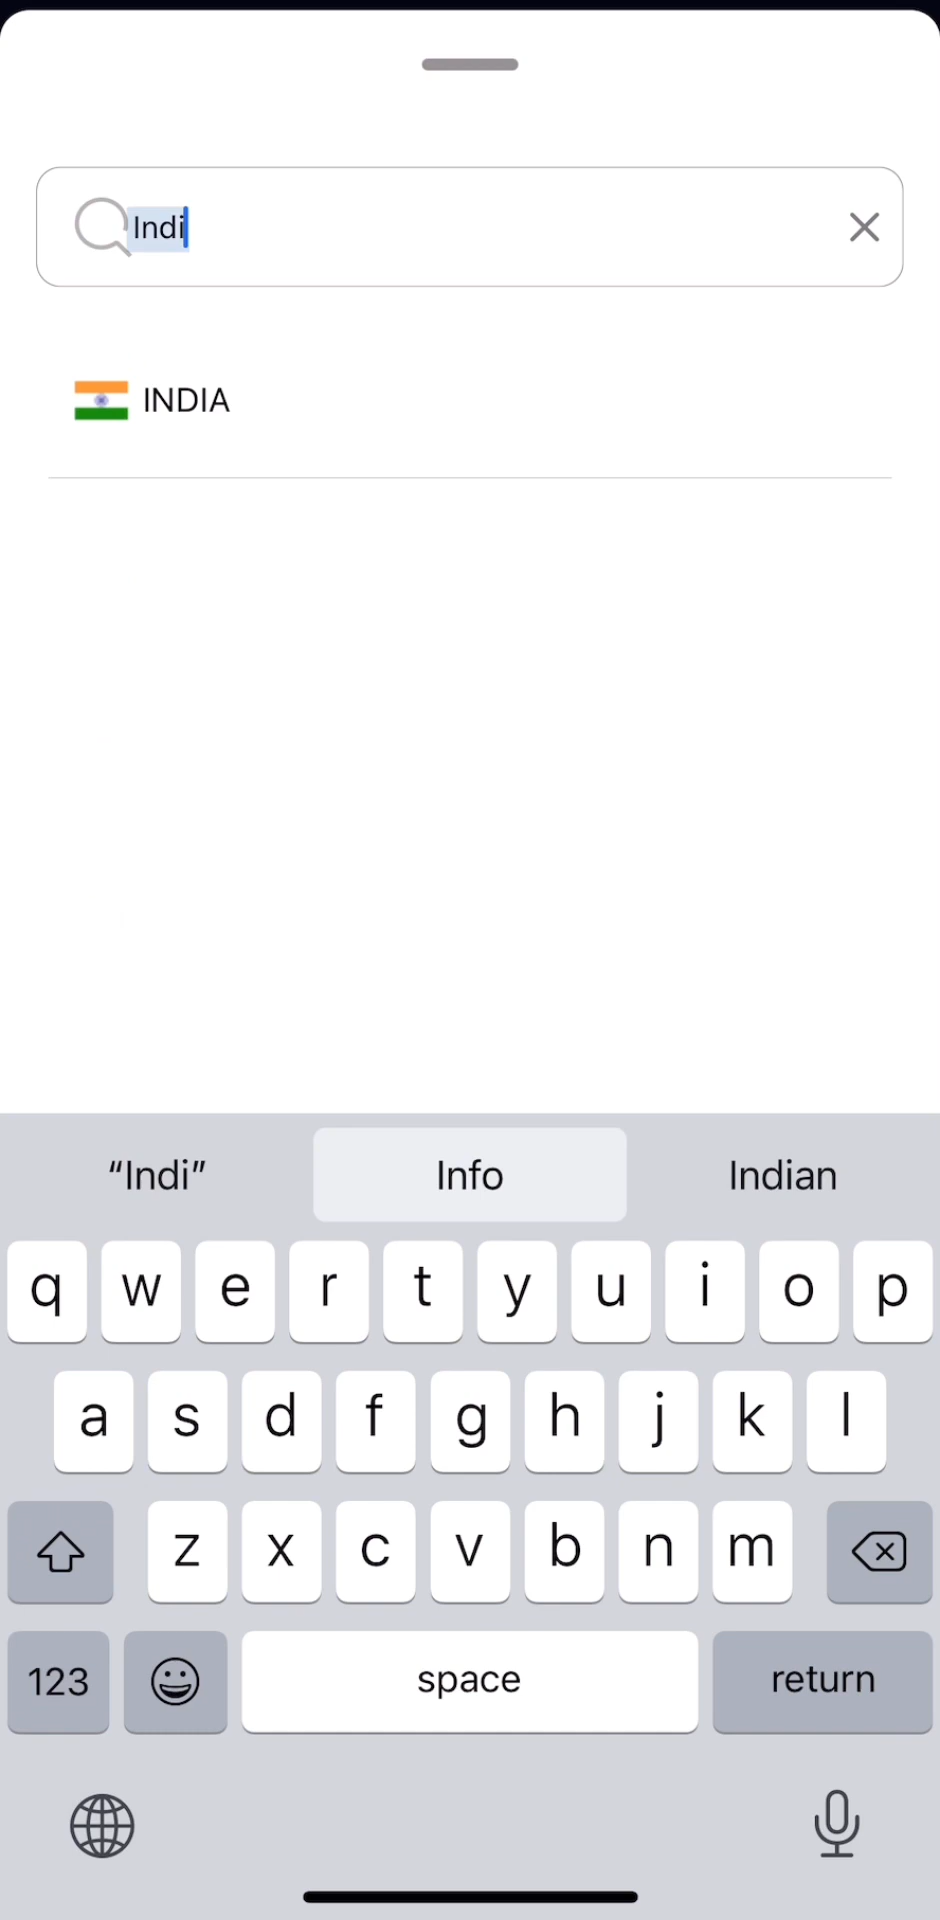 Indi
INDIA
“Indi” Info Indian
q w e r t y u i o p
a s d f g h j k l
z x c v b n m
123 space return